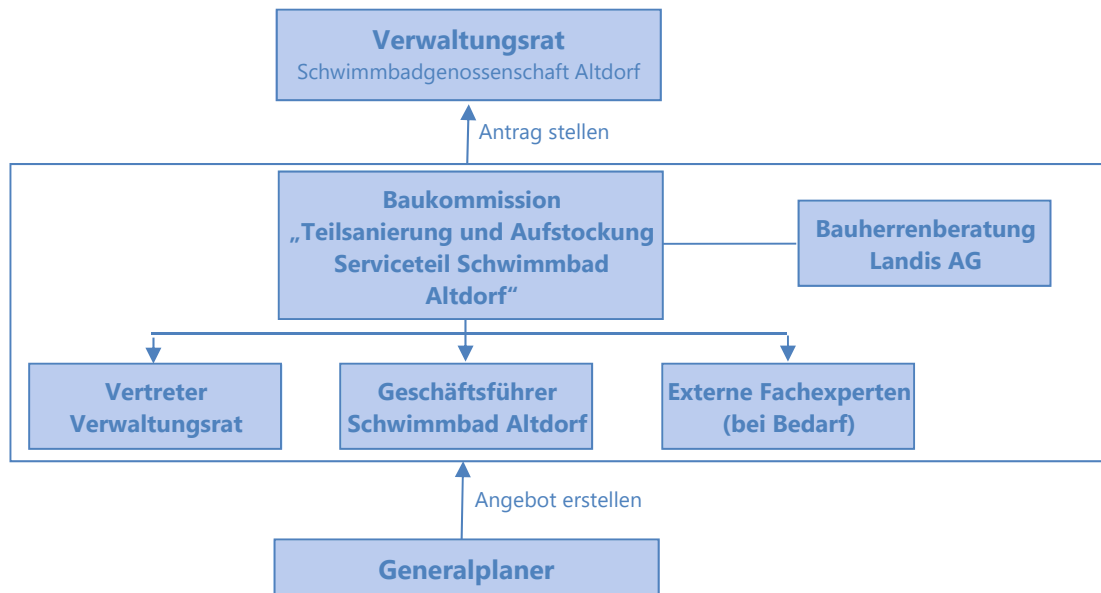 Verwaltungsrat
Schwimmbadgenossenschaft Altdorf
Antrag stellen
Baukommission
„Teilsanierung und Aufstockung
Serviceteil Schwimmbad
Altdorf“
Bauherrenberatung
Landis AG
Vertreter
Verwaltungsrat
Geschäftsführer
Schwimmbad Altdorf
Externe Fachexperten
(bei Bedarf)
Angebot erstellen
Generalplaner